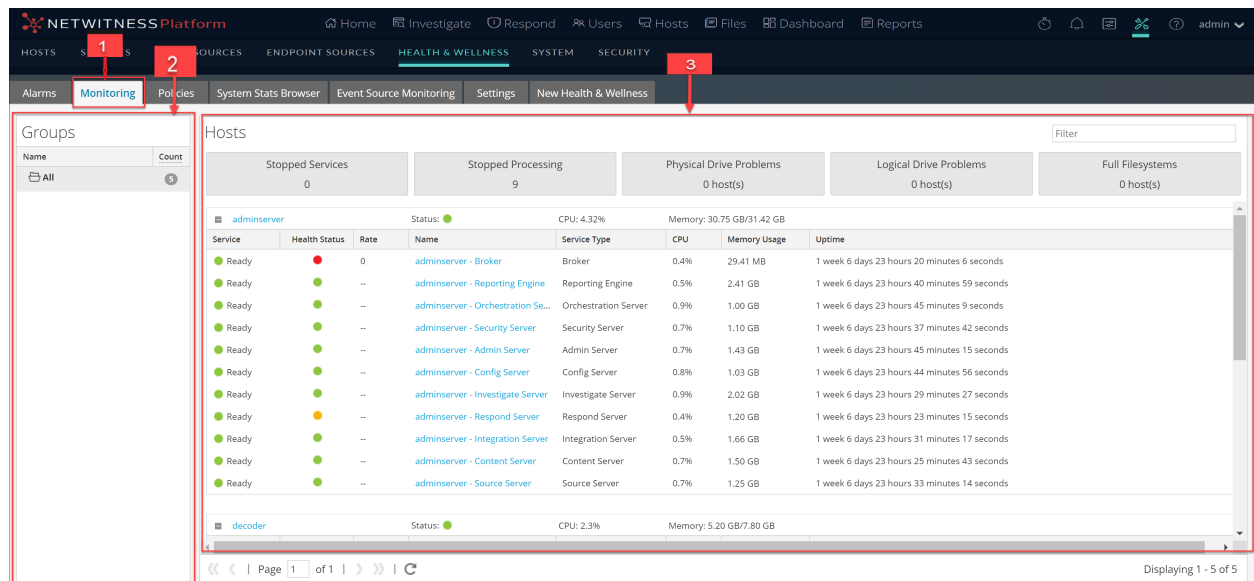 NETWITNESS Platform Home Investigate Respond Users Hosts Files Dashboard Reports admin
HOSTS OURCES ENDPOINT SOURCES HEALTH & WELLNESS SYSTEM SECURITY
1
2
3
Alarms Monitoring Policies System Stats Browser Event Source Monitoring Settings New Health & Wellness
Groups
Name Count
All 5
Hosts Filter
Stopped Services Stopped Processing Physical Drive Problems Logical Drive Problems Full Filesystems
0 9 0 host(s) 0 host(s) 0 host(s)
adminserver Status: CPU: 4.32% Memory: 30.75 GB/31.42 GB
Service Health Status Rate Name Service Type CPU Memory Usage Uptime
Ready 0 adminserver - Broker Broker 0.4% 29.41 MB 1 week 6 days 23 hours 20 minutes 6 seconds
Ready -- adminserver - Reporting Engine Reporting Engine 0.5% 2.41 GB 1 week 6 days 23 hours 40 minutes 59 seconds
Ready -- adminserver - Orchestration Se... Orchestration Server 0.9% 1.00 GB 1 week 6 days 23 hours 45 minutes 9 seconds
Ready -- adminserver - Security Server Security Server 0.7% 1.10 GB 1 week 6 days 23 hours 37 minutes 42 seconds
Ready -- adminserver - Admin Server Admin Server 0.7% 1.43 GB 1 week 6 days 23 hours 45 minutes 15 seconds
Ready -- adminserver - Config Server Config Server 0.8% 1.03 GB 1 week 6 days 23 hours 44 minutes 56 seconds
Ready -- adminserver - Investigate Server Investigate Server 0.9% 2.02 GB 1 week 6 days 23 hours 29 minutes 27 seconds
Ready -- adminserver - Respond Server Respond Server 0.4% 1.20 GB 1 week 6 days 23 hours 23 minutes 15 seconds
Ready -- adminserver - Integration Server Integration Server 0.5% 1.66 GB 1 week 6 days 23 hours 31 minutes 17 seconds
Ready -- adminserver - Content Server Content Server 0.7% 1.50 GB 1 week 6 days 23 hours 25 minutes 43 seconds
Ready -- adminserver - Source Server Source Server 0.7% 1.25 GB 1 week 6 days 23 hours 33 minutes 14 seconds
decoder Status: CPU: 2.3% Memory: 5.20 GB/7.80 GB
Page 1 of 1 Displaying 1 - 5 of 5